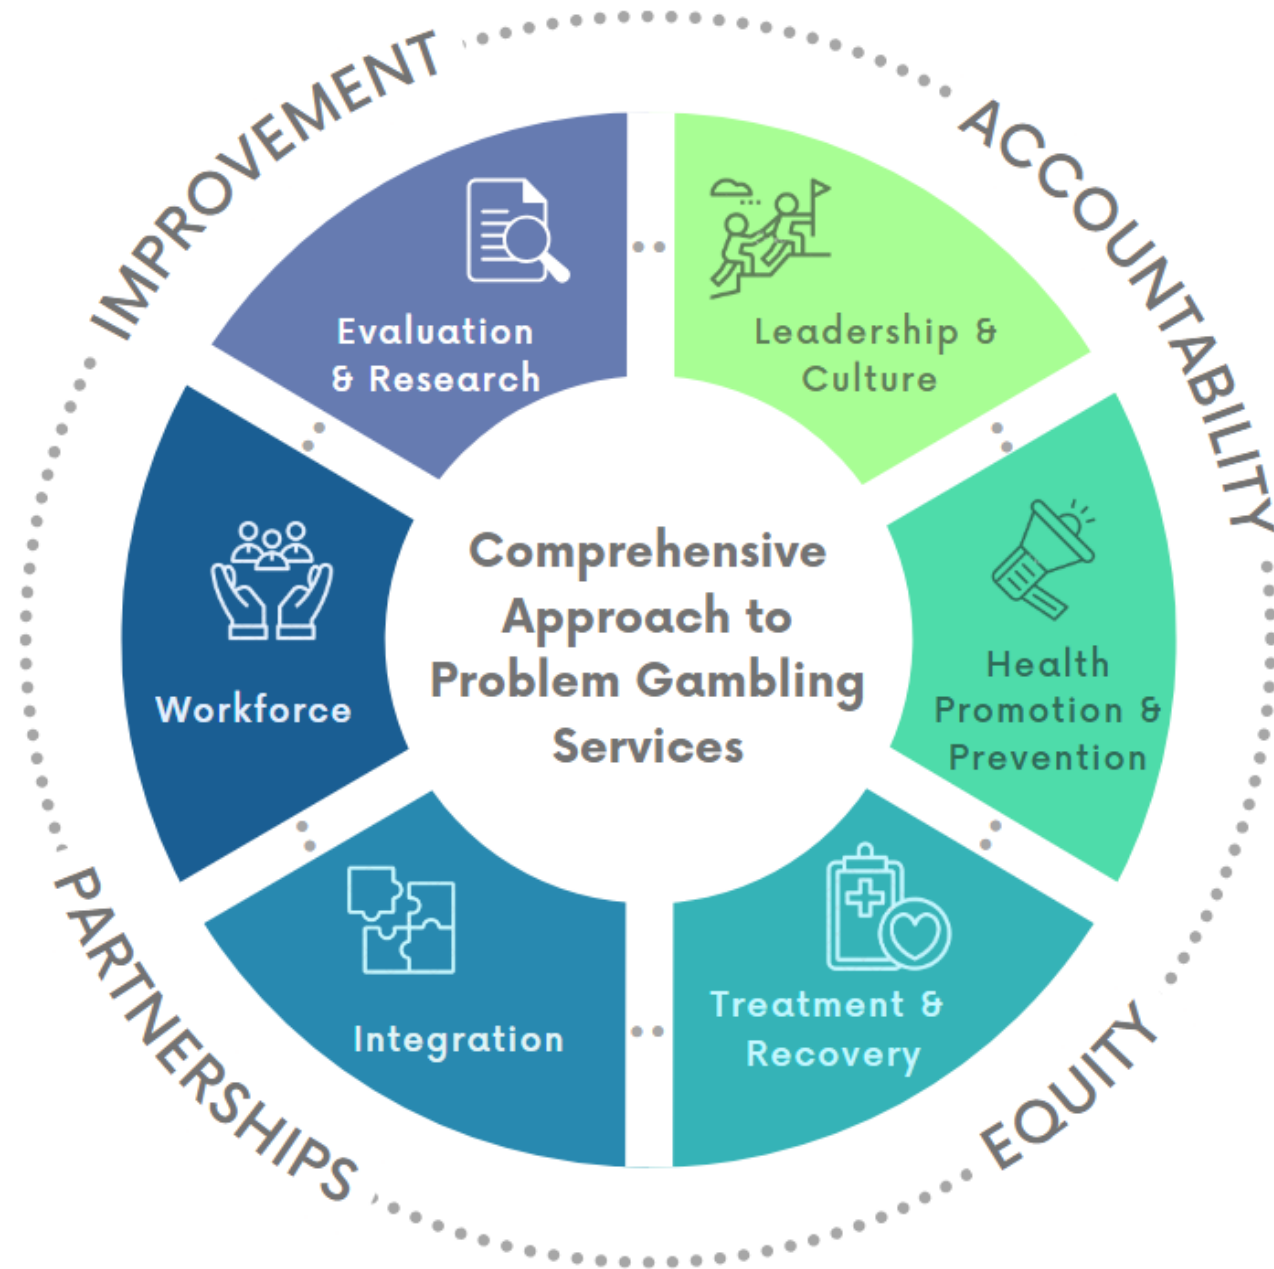 IMPROVEMENT
ACCOUNTABILITY
Evaluation
& Research
Leadership &
Culture
Comprehensive
Approach to
Problem Gambling
Services
Workforce
Health
Promotion &
Prevention
Integration
Treatment &
Recovery
PARTNERSHIPS
EQUITY